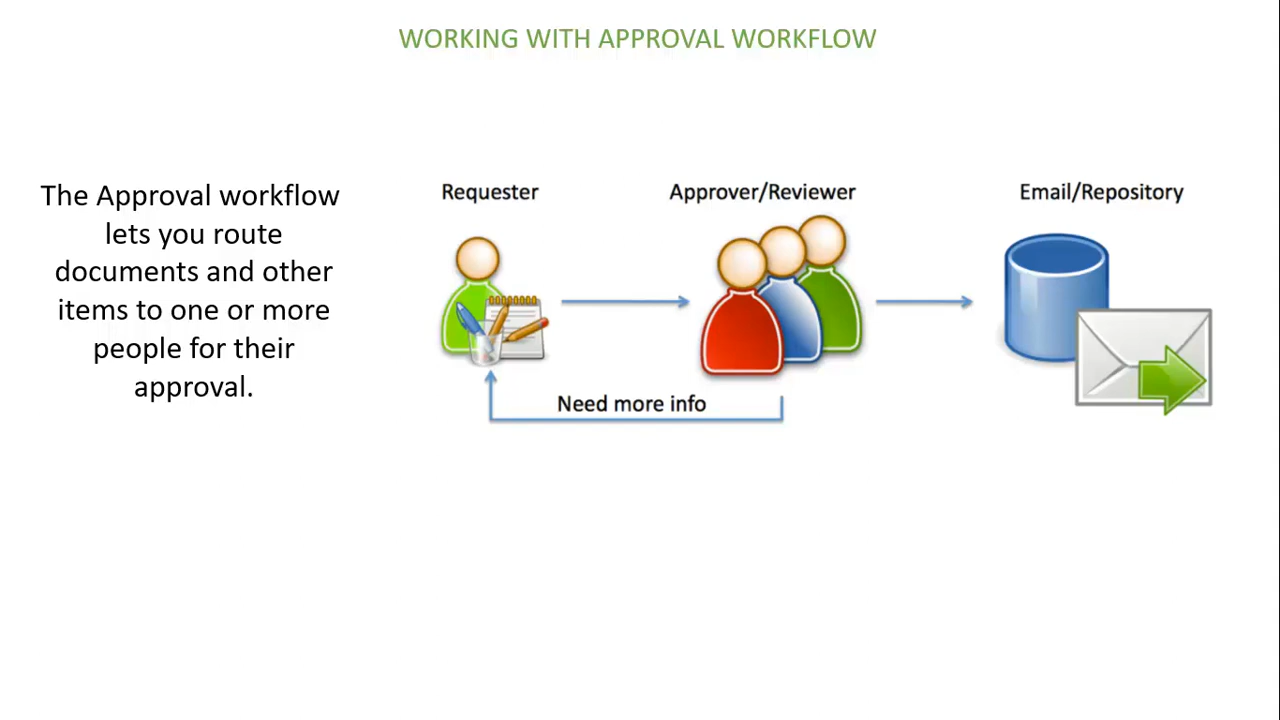 WORKING WITH APPROVAL WORKFLOW
The Approval workflow
lets you route
documents and other
items to one or more
people for their
approval.
Requester
Approver/Reviewer
Email/Repository
Need more info